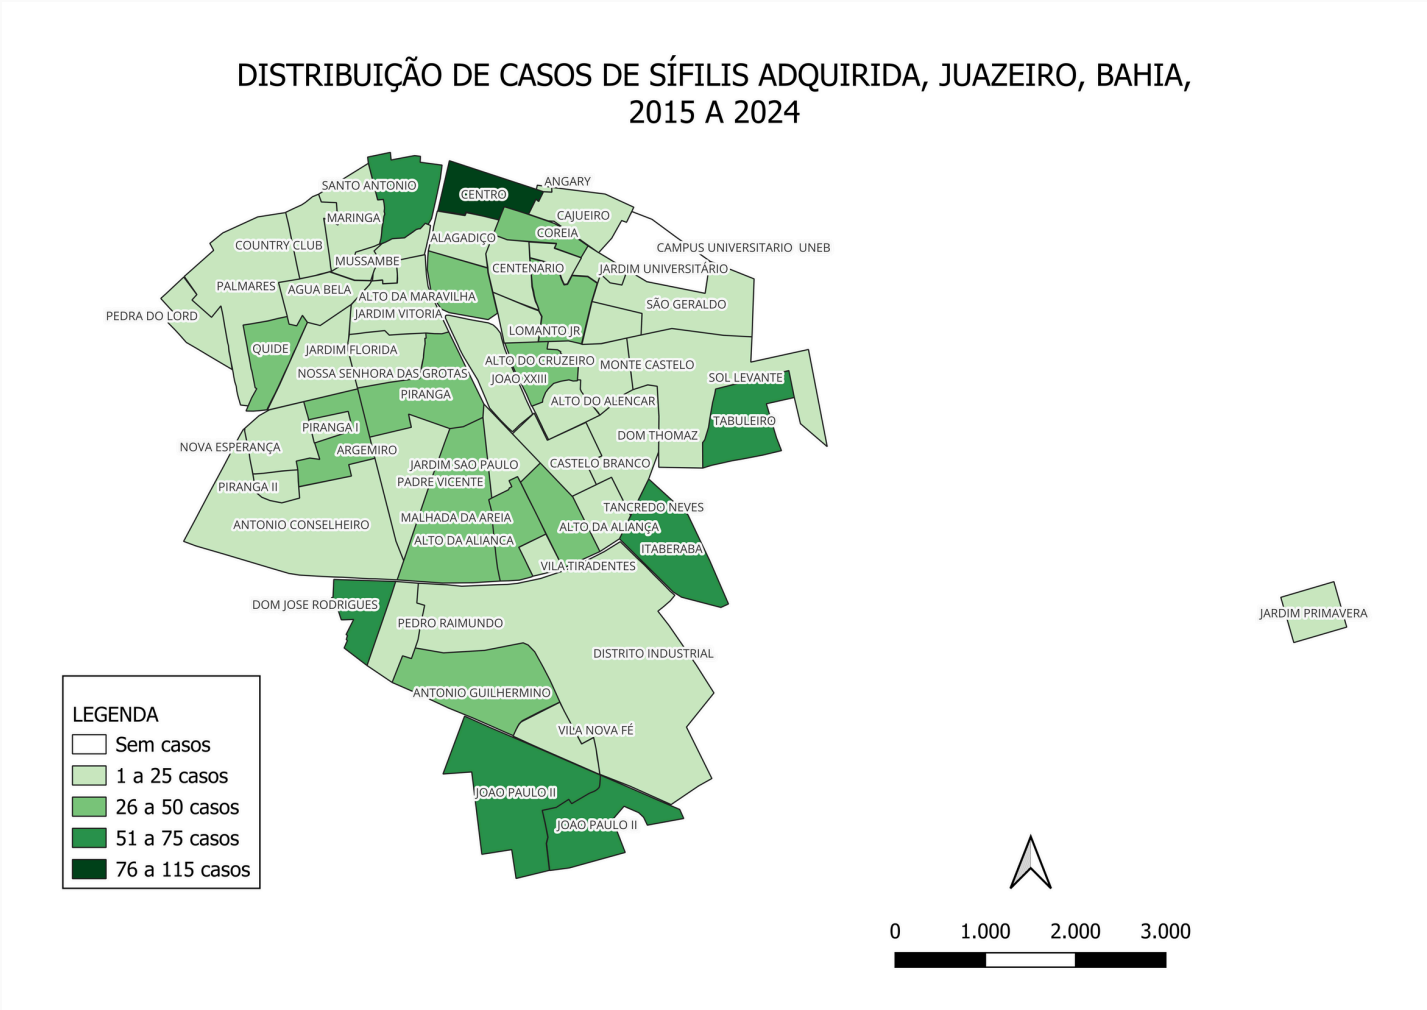 DISTRIBUIÇÃO DE CASOS DE SÍFILIS ADQUIRIDA, JUAZEIRO, BAHIA,
2015 A 2024
SANTO ANTONIO
CENTRO
ANGARY
MARINGA
CAJUEIRO
COUNTRY CLUB
ALAGADIÇO
COREIA
CAMPUS UNIVERSITARIO UNEB
MUSSAMBE
CENTENARIO
JARDIM UNIVERSITÁRIO
PALMARES
AGUA BELA
ALTO DA MARAVILHA
SÃO GERALDO
PEDRA DO LORD
JARDIM VITORIA
LOMANTO JR
QUIDE
JARDIM FLORIDA
ALTO DO CRUZEIRO
MONTE CASTELO
NOSSA SENHORA DAS GROTAS
JOAO XXIII
SOL LEVANTE
PIRANGA
ALTO DO ALENCAR
TABULEIRO
PIRANGA I
NOVA ESPERANÇA
ARGEMIRO
DOM THOMAZ
JARDIM SAO PAULO
CASTELO BRANCO
PIRANGA II
PADRE VICENTE
TANCREDO NEVES
ANTONIO CONSELHEIRO
MALHADA DA AREIA
ALTO DA ALIANÇA
ALTO DA ALIANCA
ITABERABA
VILA TIRADENTES
DOM JOSE RODRIGUES
PEDRO RAIMUNDO
JARDIM PRIMAVERA
DISTRITO INDUSTRIAL
ANTONIO GUILHERMINO
VILA NOVA FÉ
JOAO PAULO II
JOAO PAULO II
LEGENDA
Sem casos
1 a 25 casos
26 a 50 casos
51 a 75 casos
76 a 115 casos
0 1.000 2.000 3.000